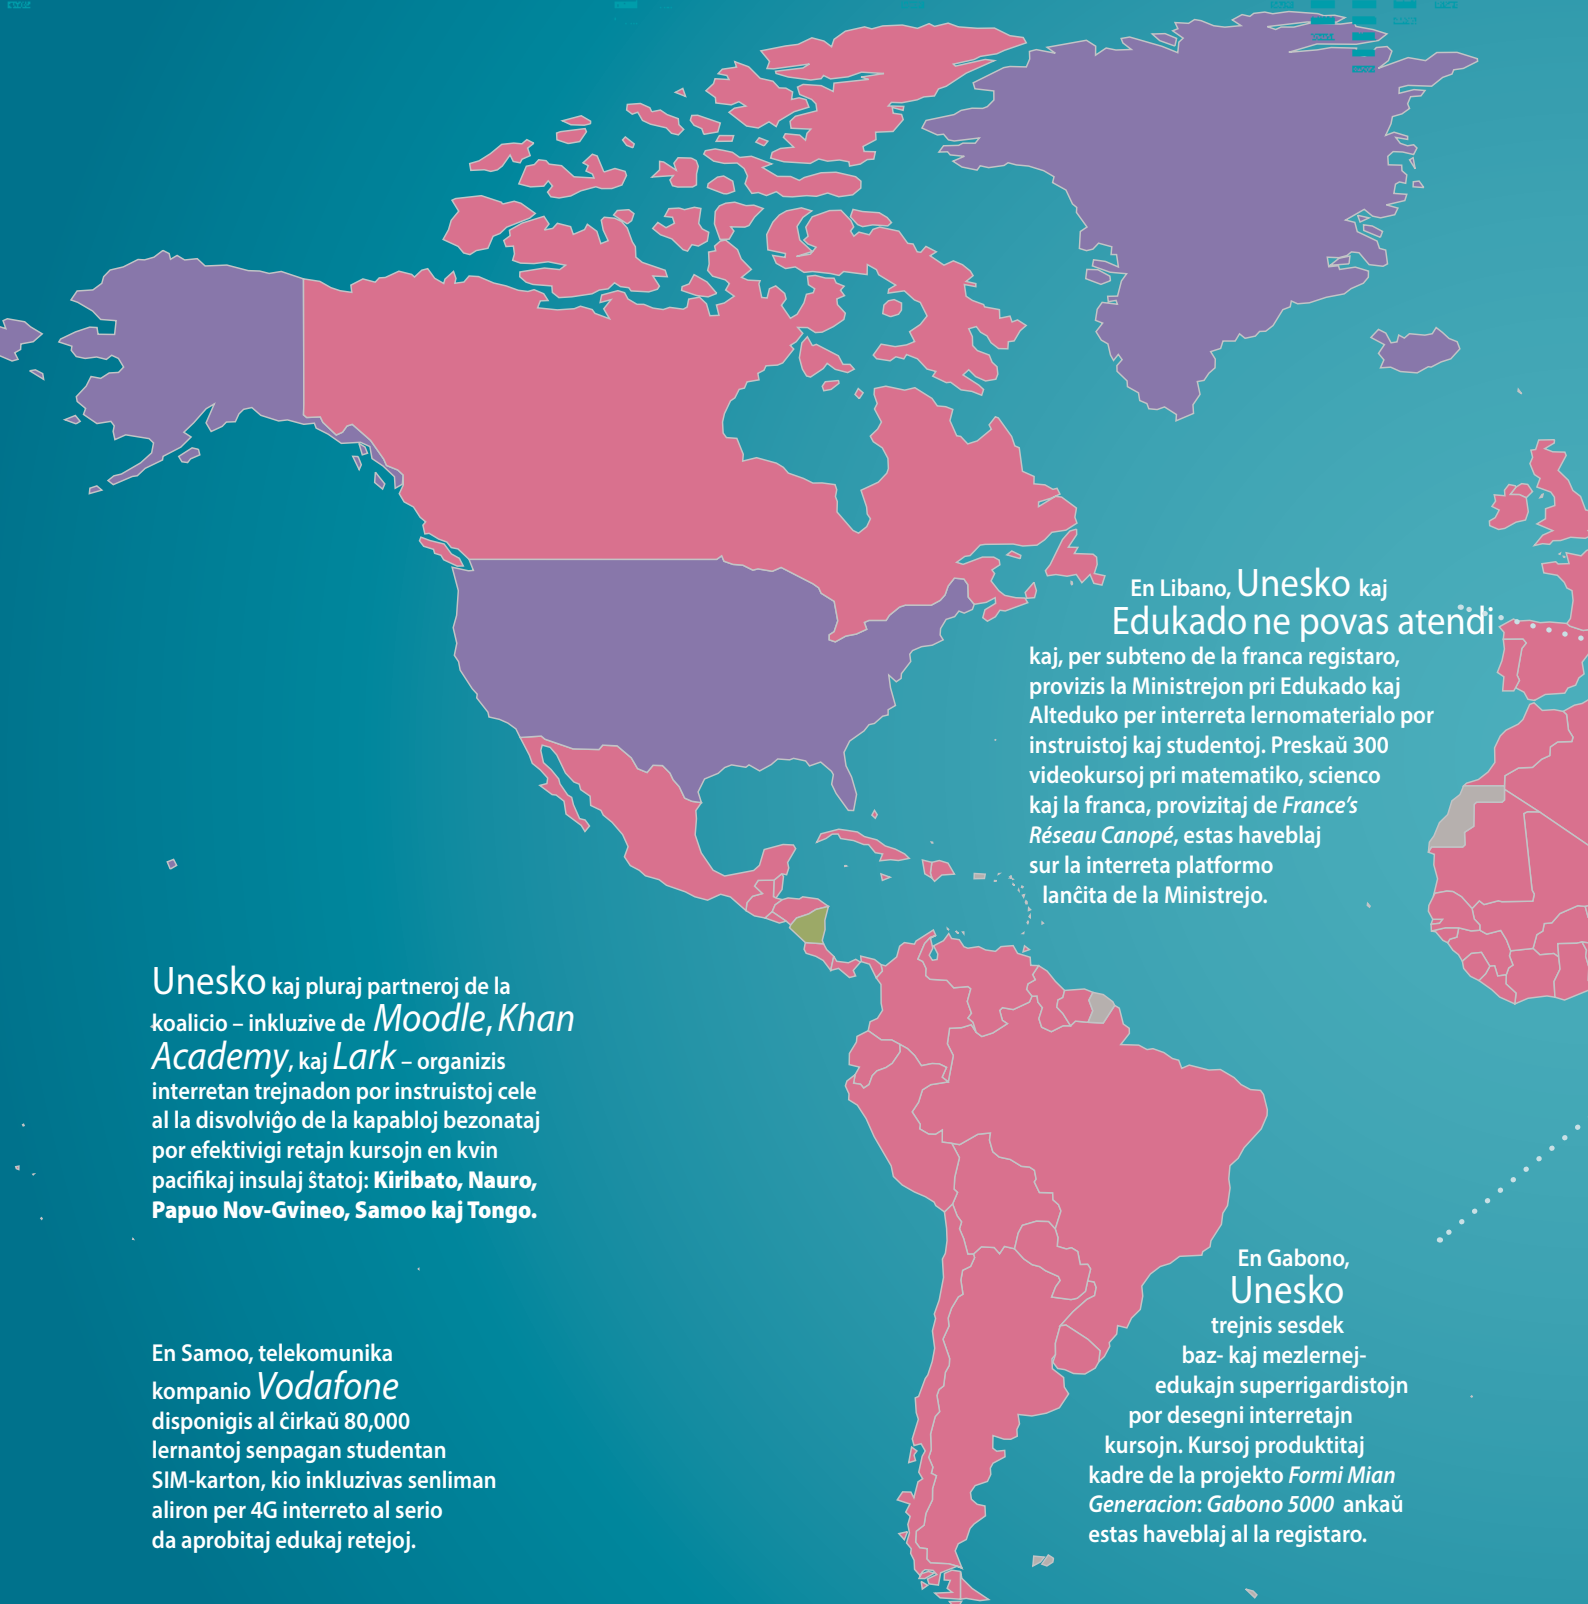 En Libano, Unesko kaj
Edukado ne povas atendi
kaj, per subteno de la franca registaro,
provizis la Ministrejon pri Edukado kaj
Alteduko per interreta lernomaterialo por
instruistoj kaj studentoj. Preskaŭ 300
videokursoj pri matematiko, scienco
kaj la franca, provizitaj de France’s
Réseau Canopé, estas haveblaj
sur la interreta platformo
lanĉita de la Ministrejo.
Unesko kaj pluraj partneroj de la
koalicio – inkluzive de Moodle, Khan
Academy, kaj Lark – organizis
interretan trejnadon por instruistoj cele
al la disvolviĝo de la kapabloj bezonataj
por efektivigi retajn kursojn en kvin
pacifikaj insulaj ŝtatoj: Kiribato, Nauro,
Papuo Nov-Gvineo, Samoo kaj Tongo.
En Samoo, telekomunika
kompanio Vodafone
disponigis al ĉirkaŭ 80,000
lernantoj senpagan studentan
SIM-karton, kio inkluzivas senliman
aliron per 4G interreto al serio
da aprobitaj edukaj retejoj.
En Gabono,
Unesko
trejnis sesdek
baz- kaj mezlernej-
edukajn superrigardistojn
por desegni interretajn
kursojn. Kursoj produktitaj
kadre de la projekto Formi Mian
Generacion: Gabono 5000 ankaŭ
estas haveblaj al la registaro.